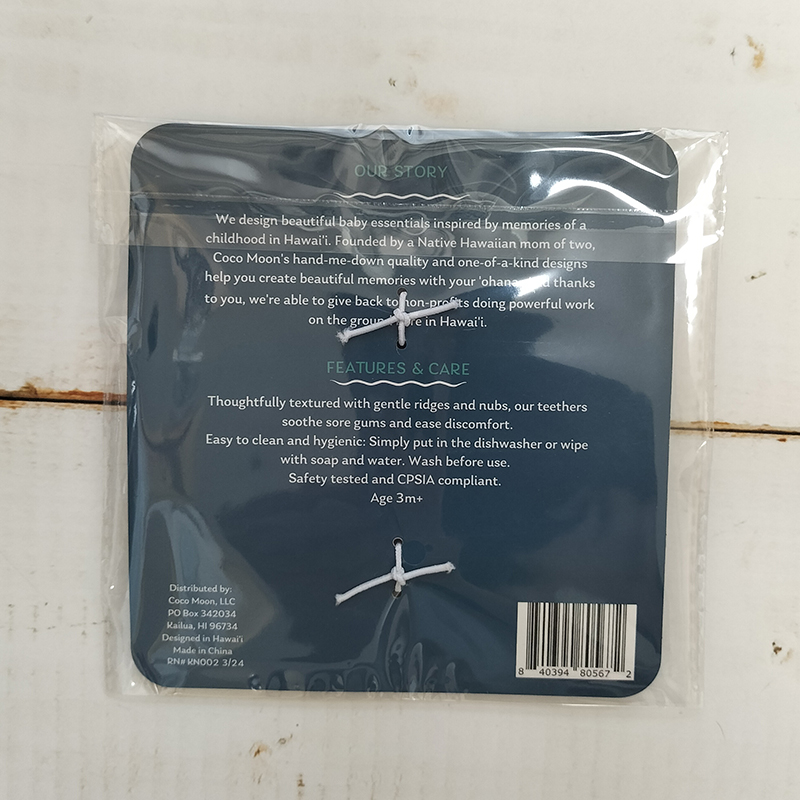 OUR STORY
We design beautiful baby essentials inspired by memories of a
childhood in Hawai'i. Founded by a Native Hawaiian mom of two,
Coco Moon's hand-me-down quality and one-of-a-kind designs
help you create beautiful memories with your 'ohana thanks
to you, we're able to give back to non-profits doing powerful work
on the in Hawai'i.
FEATURES & CARE
Thoughtfully textured with gentle ridges and nubs, our teethers
soothe sore gums and ease discomfort.
Easy to clean and hygienic: Simply put in the dishwasher or wipe
with soap and water. Wash before use.
Safety tested and CPSIA compliant.
Age 3m+
Distributed by:
Coco Moon, LLC
PO Box 342034
Kailua, HI 96734
Designed in Hawai'i
Made in China
RN# KN002 3/24
8 40394 80567 2